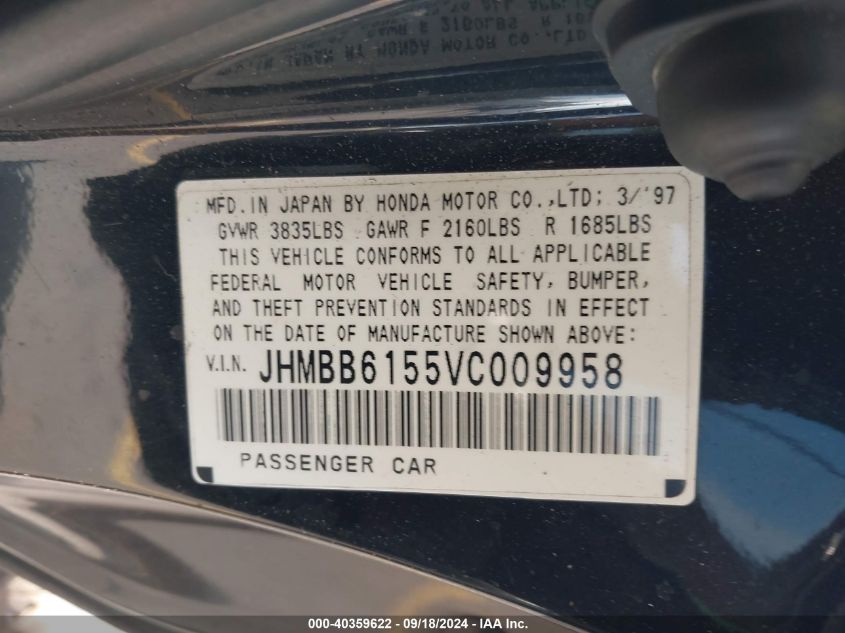 MFD.IN JAPAN BY HONDA MOTOR CO.,LTD; 3/'97
GVWR 3835LBS GAWR F 2160LBS R 1685LBS
THIS VEHICLE CONFORMS TO ALL APPLICABLE
FEDERAL MOTOR VEHICLE SAFETY, BUMPER,
AND THEFT PREVENTION STANDARDS IN EFFECT
ON THE DATE OF MANUFACTURE SHOWN ABOVE:
V.I.N. JHMBB6155VC009958
PASSENGER CAR
000-40359622 - 09/18/2024 - IAA Inc.